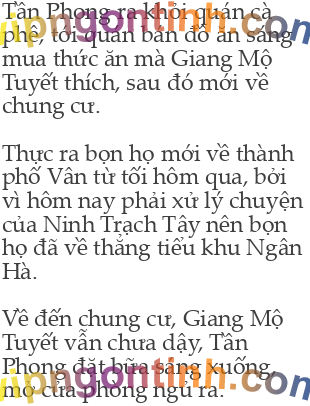 Tần Phong ra khỏi quán cà
phê, tới quán bán đồ ăn sáng
mua thức ăn mà Giang Mộ
Tuyết thích, sau đó mới về
chung cư.
Thực ra bọn họ mới về thành
phố Vân từ tối hôm qua, bởi
vì hôm nay phải xử lý chuyện
của Ninh Trạch Tây nên bọn
họ đã về thẳng tiểu khu Ngân
Hà.
Về đến chung cư, Giang Mộ
Tuyết vẫn chưa dậy, Tần
Phong đặt bữa sáng xuống,
mở cửa phòng ngủ ra.
vipngontinh.com
vipngontinh.com